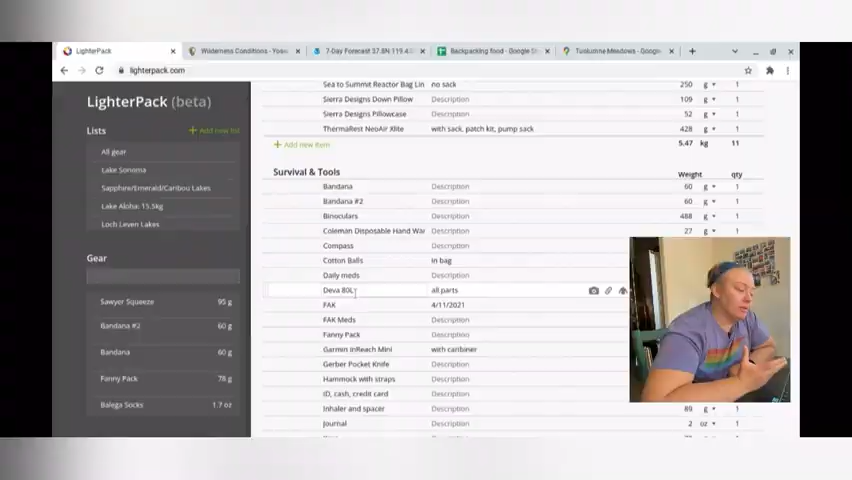 LighterPack
Wilderness Conditions - Yose
7-Day Forecast 37.8N 119.4
Backpacking food - Google Sh
Tuolumne Meadows - Google
lighterpack.com
LighterPack (beta)
Lists
Add new list
All gear
Lake Sonoma
Sapphire/Emerald/Caribou Lakes
Lake Aloha: 15.5kg
Loch Leven Lakes
Gear
Sawyer Squeeze 95 g
Bandana #2 60 g
Bandana 60 g
Fanny Pack 78 g
Balega Socks 1.7 oz
Sea to Summit Reactor Bag Lin no sack 250 g 1
Sierra Designs Down Pillow Description 109 g 1
Sierra Designs Pillowcase Description 52 g 1
ThermaRest NeoAir Xlite with sack, patch kit, pump sack 428 g 1
Add new item 5.47 kg 11
Survival & Tools Weight qty
Bandana Description 60 g 1
Bandana #2 Description 60 g 1
Binoculars Description 488 g 1
Coleman Disposable Hand War Description 27 g 1
Compass Description
Cotton Balls in bag
Daily meds Description
Deva 80L all parts
FAK 4/11/2021
FAK Meds Description
Fanny Pack Description
Garmin InReach Mini with caribiner
Gerber Pocket Knife Description
Hammock with straps Description
ID, cash, credit card Description
Inhaler and spacer Description 89 g 1
Journal Description 2 oz 1